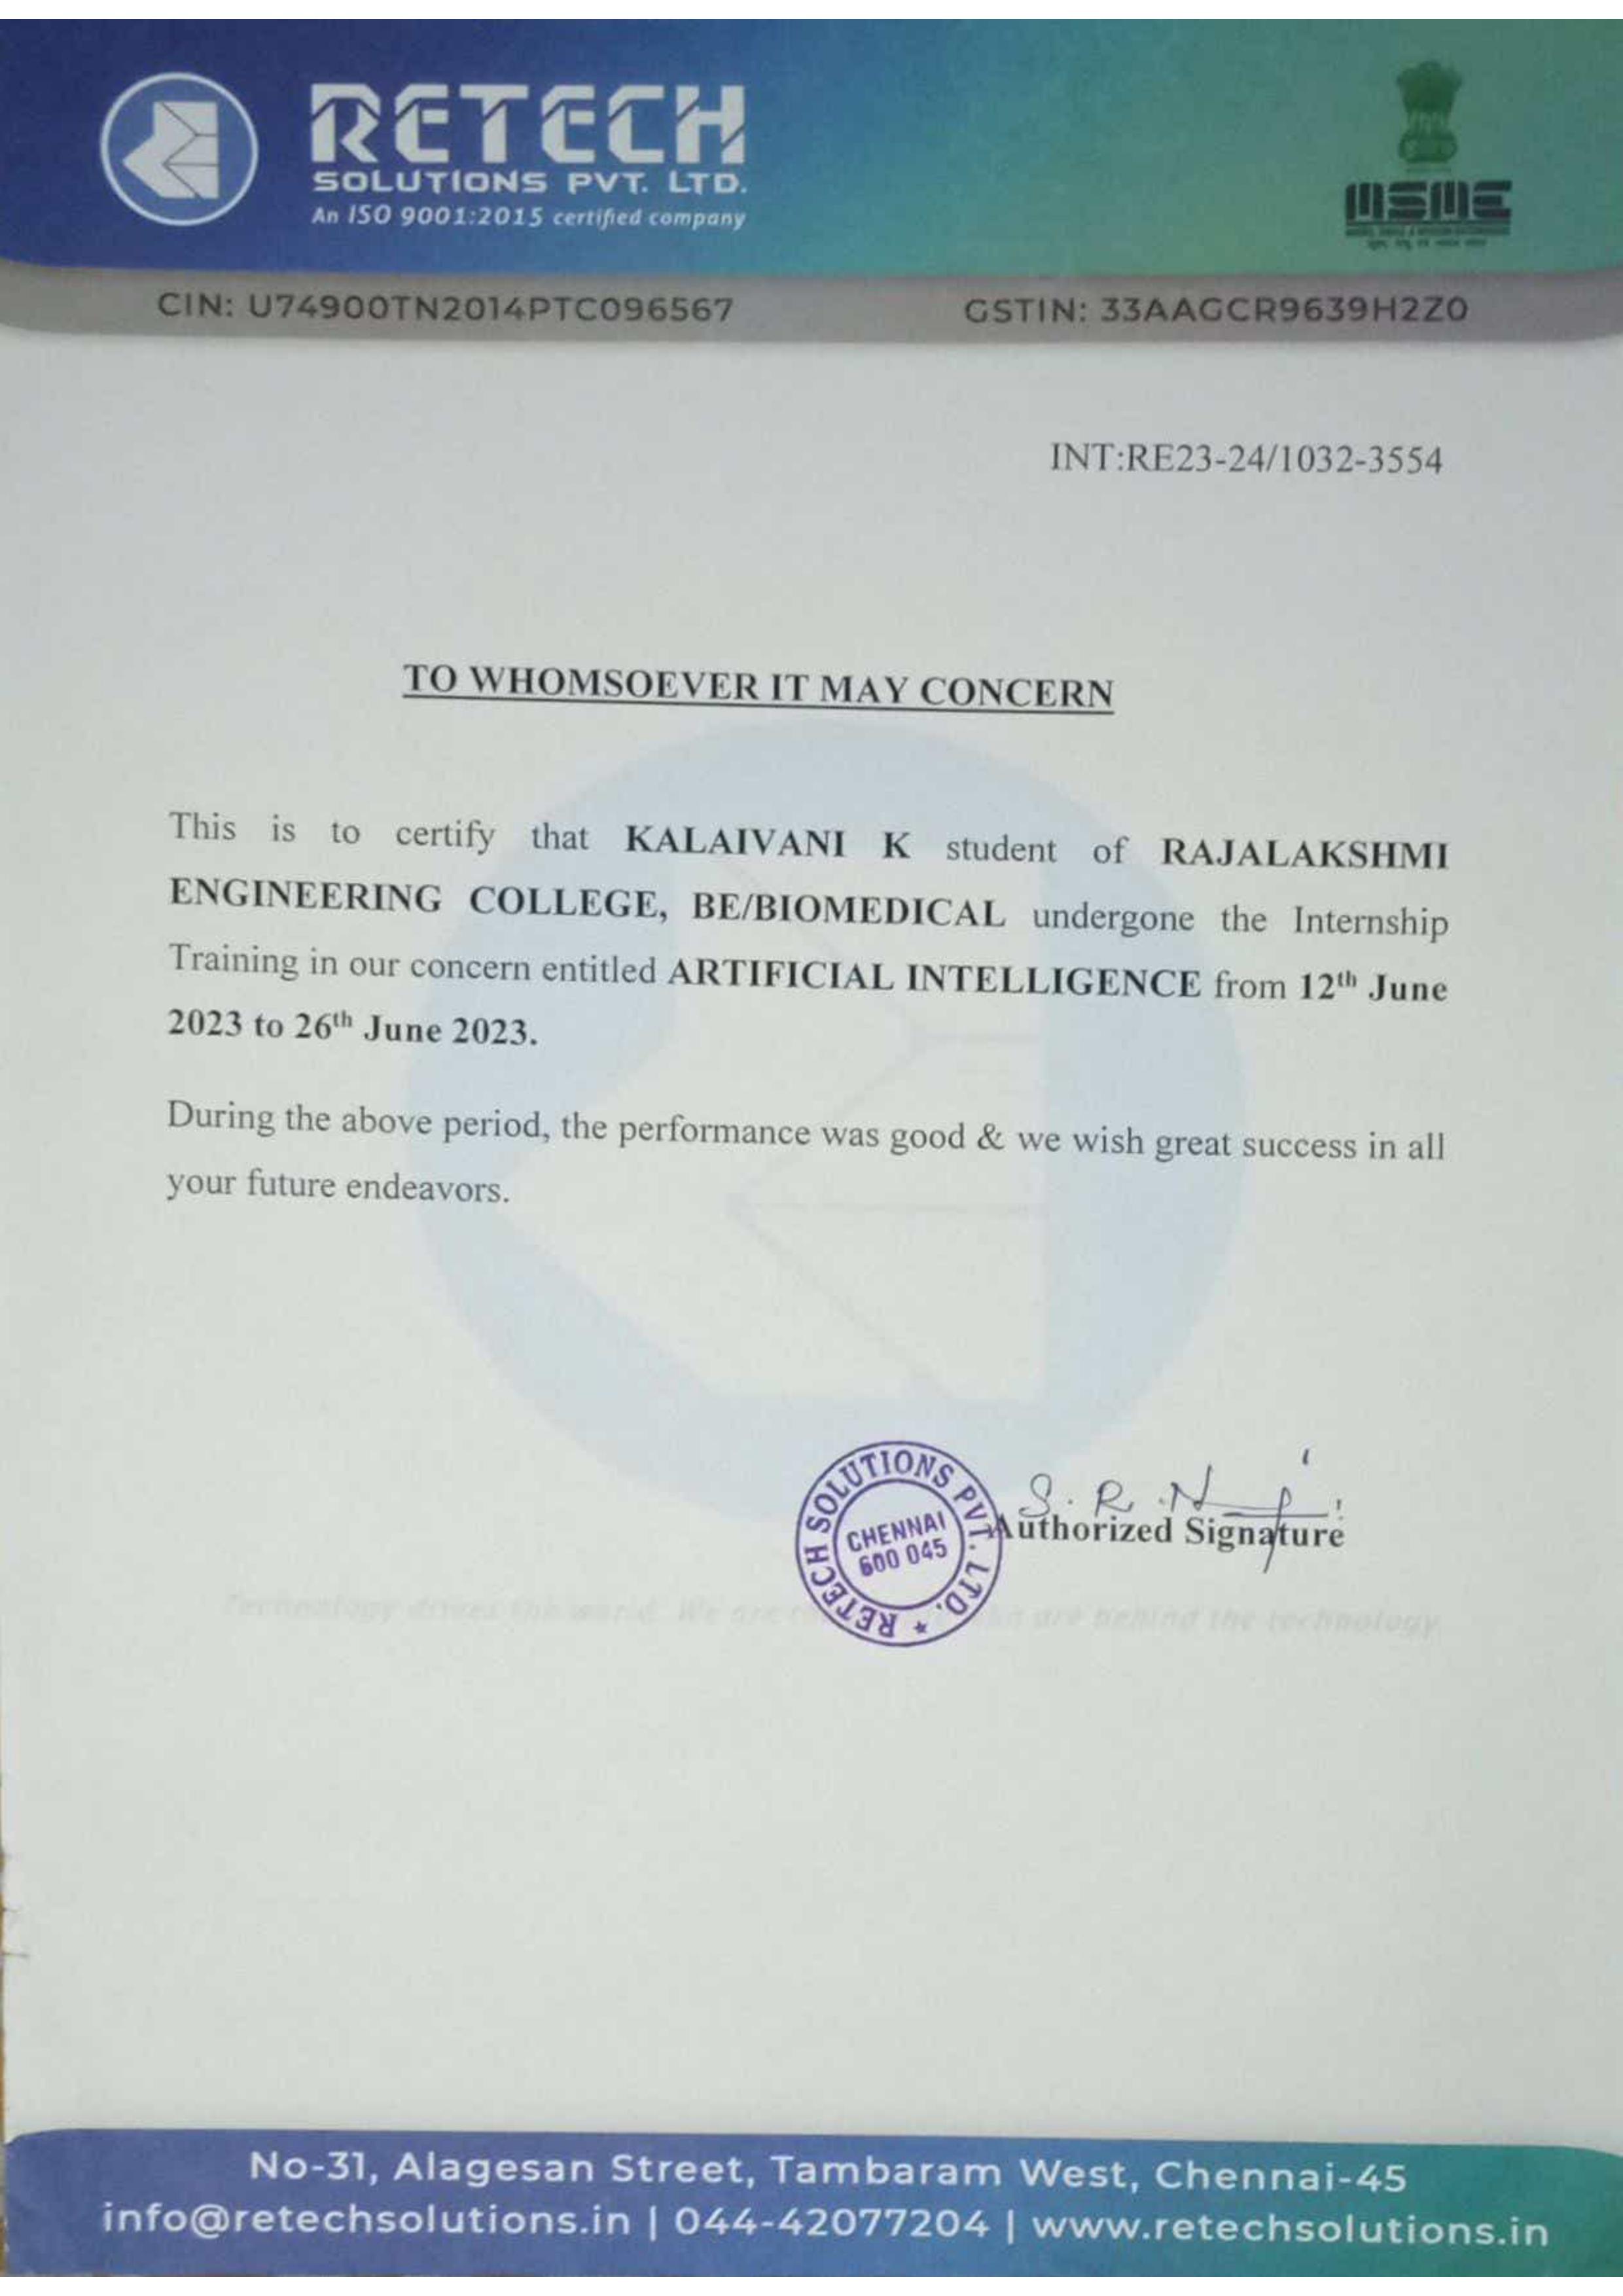 RETECH
SOLUTIONS PVT. LTD.
An ISO 9001:2015 certified company
MSME
CIN: U74900TN2014PTC096567 GSTIN: 33AAGCR9639H2Z0
INT:RE23-24/1032-3554
TO WHOMSOEVER IT MAY CONCERN
This is to certify that KALAIVANI K student of RAJALAKSHMI
ENGINEERING COLLEGE, BE/BIOMEDICAL undergone the Internship
Training in our concern entitled ARTIFICIAL INTELLIGENCE from 12th June
2023 to 26th June 2023.
During the above period, the performance was good & we wish great success in all
your future endeavors.
RETECH SOLUTIONS PVT. LTD. *
CHENNAI
600 045
S. R. N
Authorized Signature
Technology drives the world. We are are behind the technology
No-31, Alagesan Street, Tambaram West, Chennai-45
info@retechsolutions.in | 044-42077204 | www.retechsolutions.in